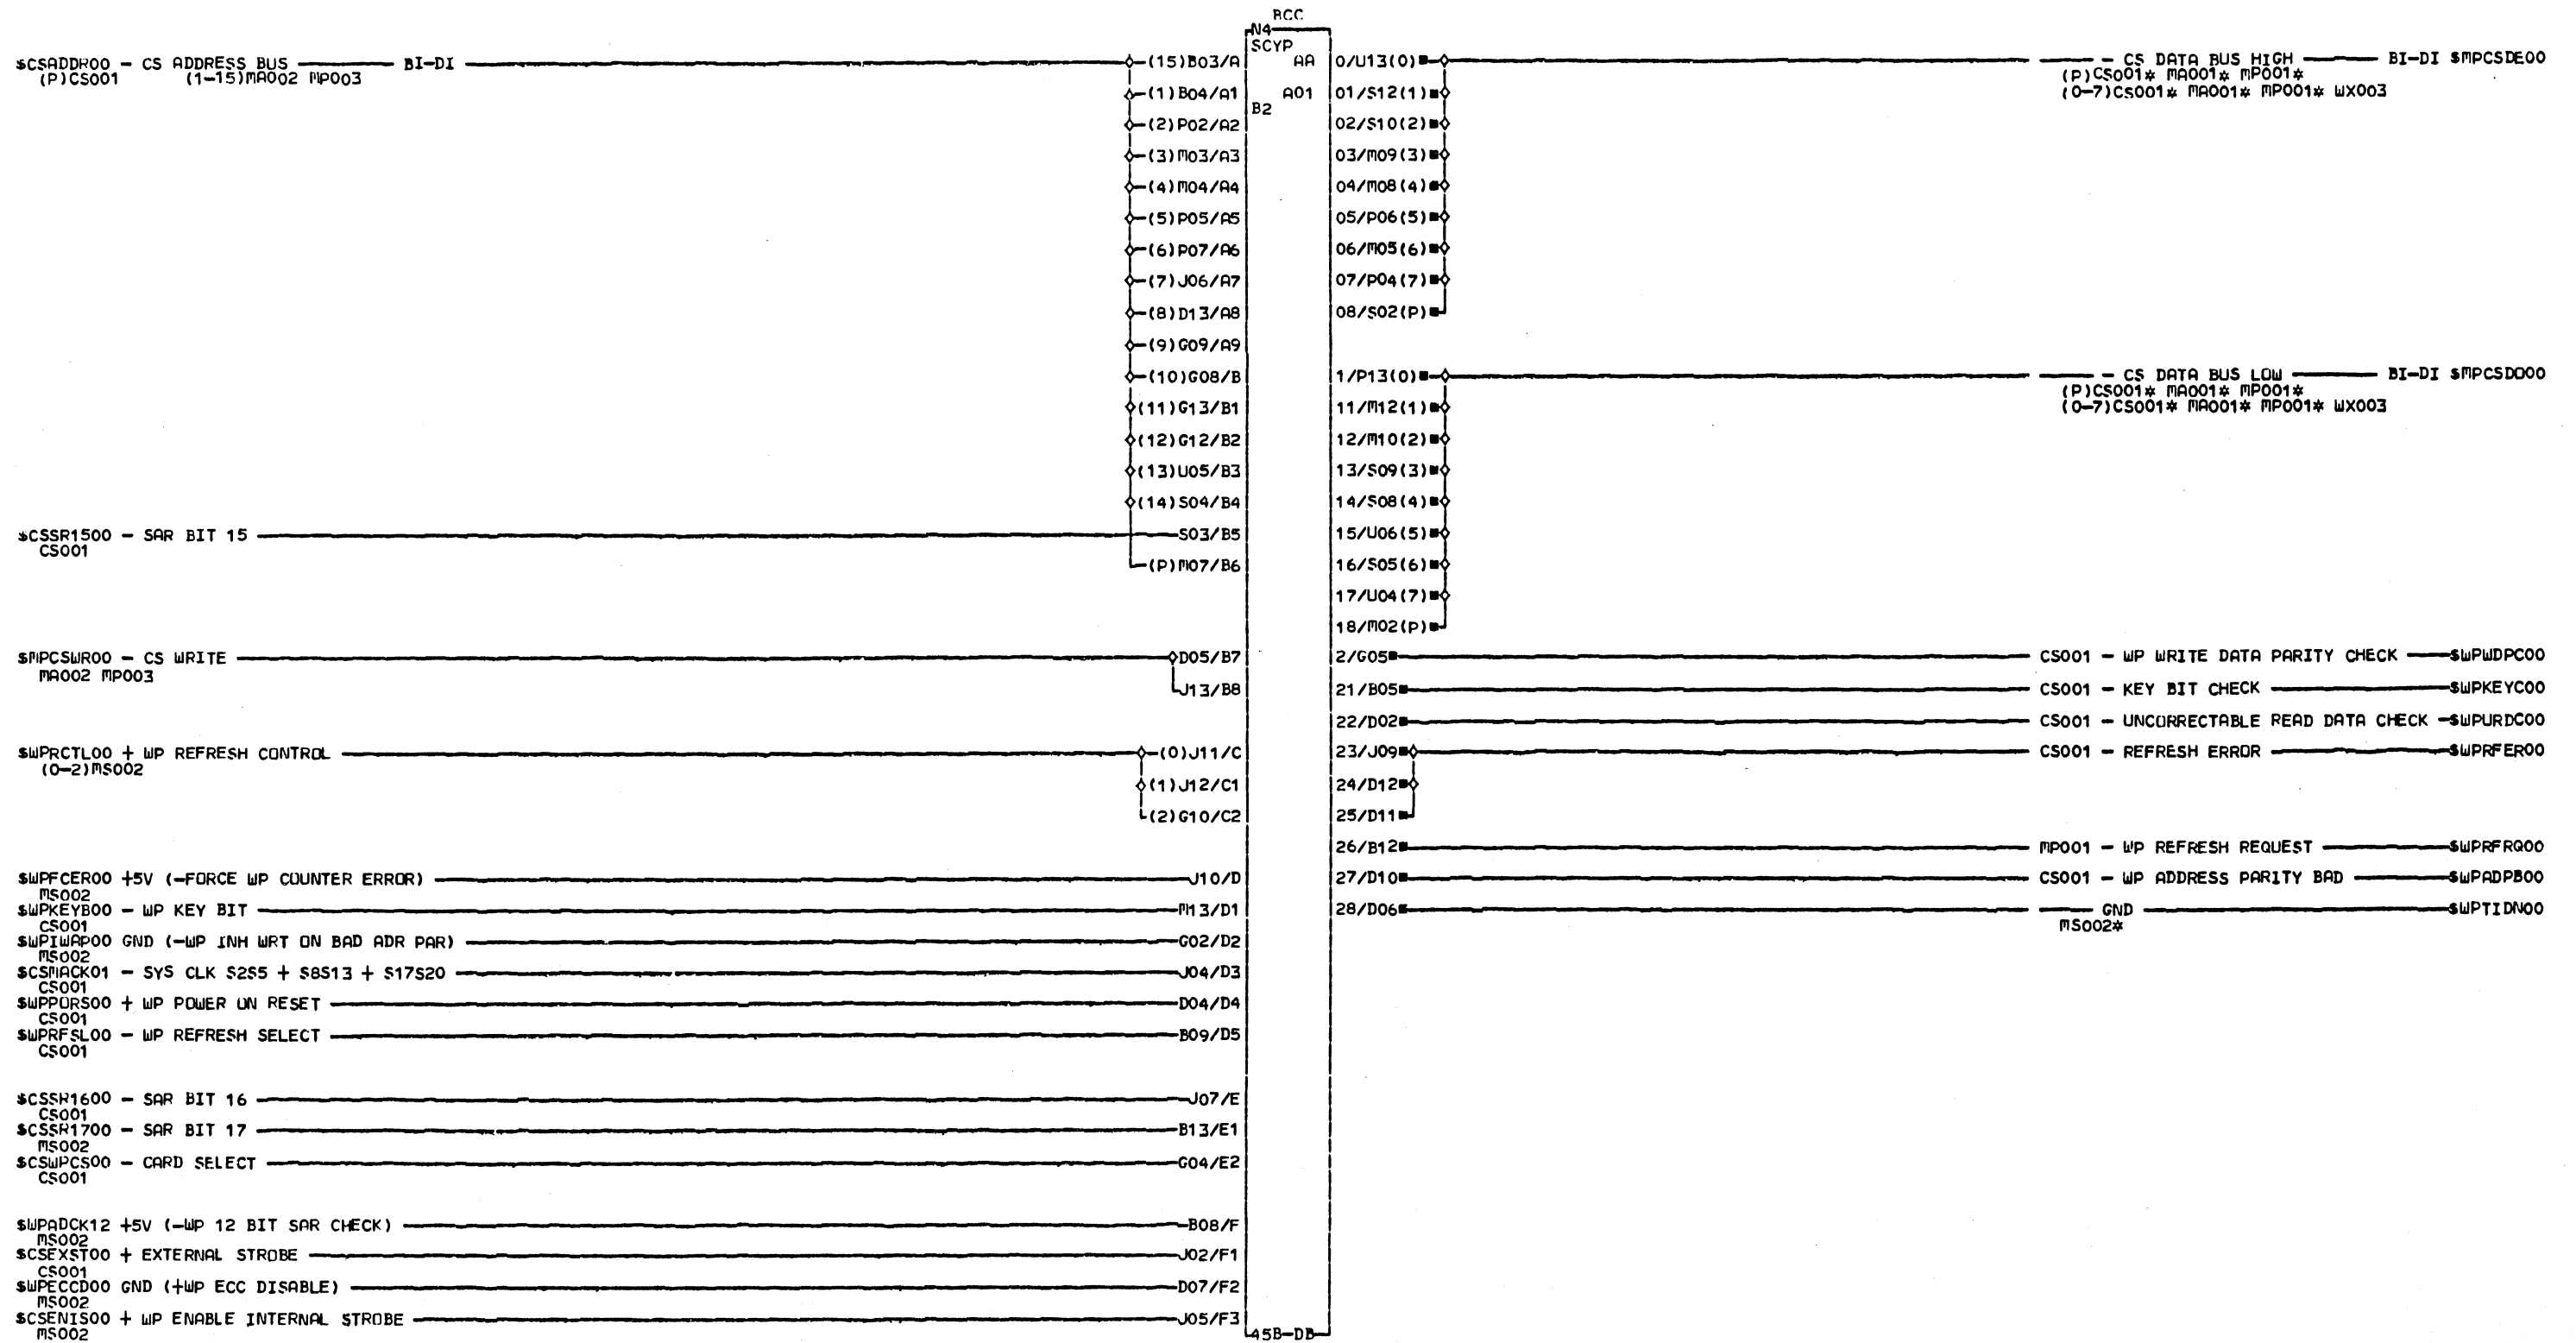 BCC
N4
SCYP
AA
A01
B2
$CSADDR00 - CS ADDRESS BUS BI-DI
(P)CS001 (1-15)MA002 MP003
(15)B03/A
(1)B04/A1
(2)P02/A2
(3)M03/A3
(4)M04/A4
(5)P05/A5
(6)P07/A6
(7)J06/A7
(8)D13/A8
(9)G09/A9
(10)G08/B
(11)G13/B1
(12)G12/B2
(13)U05/B3
(14)S04/B4
$CSSR1500 - SAR BIT 15 S03/B5
CS001
(P)M07/B6
$MPCSWR00 - CS WRITE D05/B7
MA002 MP003
J13/B8
$WPRCTL00 + WP REFRESH CONTROL (0)J11/C
(0-2)MS002
(1)J12/C1
(2)G10/C2
$WPFCER00 +5V (-FORCE WP COUNTER ERROR) J10/D
MS002
$WPKEYB00 - WP KEY BIT M13/D1
CS001
$WPIWAP00 GND (-WP INH WRT ON BAD ADR PAR) G02/D2
MS002
$CSMACK01 - SYS CLK S2S5 + S8S13 + S17S20 J04/D3
CS001
$WPPORS00 + WP POWER ON RESET D04/D4
CS001
$WPRFSL00 - WP REFRESH SELECT B09/D5
CS001
$CSSR1600 - SAR BIT 16 J07/E
CS001
$CSSR1700 - SAR BIT 17 B13/E1
MS002
$CSWPCS00 - CARD SELECT G04/E2
CS001
$WPADCK12 +5V (-WP 12 BIT SAR CHECK) B08/F
MS002
$CSEXST00 + EXTERNAL STROBE J02/F1
CS001
$WPECCD00 GND (+WP ECC DISABLE) D07/F2
MS002
$CSENIS00 + WP ENABLE INTERNAL STROBE J05/F3
MS002
45B-DB
0/U13(0) - CS DATA BUS HIGH BI-DI $MPCSDE00
(P)CS001* MA001* MP001*
(0-7)CS001* MA001* MP001* WX003
01/S12(1)
02/S10(2)
03/M09(3)
04/M08(4)
05/P06(5)
06/M05(6)
07/P04(7)
08/S02(P)
1/P13(0) - CS DATA BUS LOW BI-DI $MPCSDO00
(P)CS001* MA001* MP001*
(0-7)CS001* MA001* MP001* WX003
11/M12(1)
12/M10(2)
13/S09(3)
14/S08(4)
15/U06(5)
16/S05(6)
17/U04(7)
18/M02(P)
2/G05 CS001 - WP WRITE DATA PARITY CHECK $WPWDPC00
21/B05 CS001 - KEY BIT CHECK $WPKEYC00
22/D02 CS001 - UNCORRECTABLE READ DATA CHECK $WPURDC00
23/J09 CS001 - REFRESH ERROR $WPRFER00
24/D12
25/D11
26/B12 MP001 - WP REFRESH REQUEST $WPRFRQ00
27/D10 CS001 - WP ADDRESS PARITY BAD $WPADPB00
28/D06 GND $WPTIDN00
MS002*